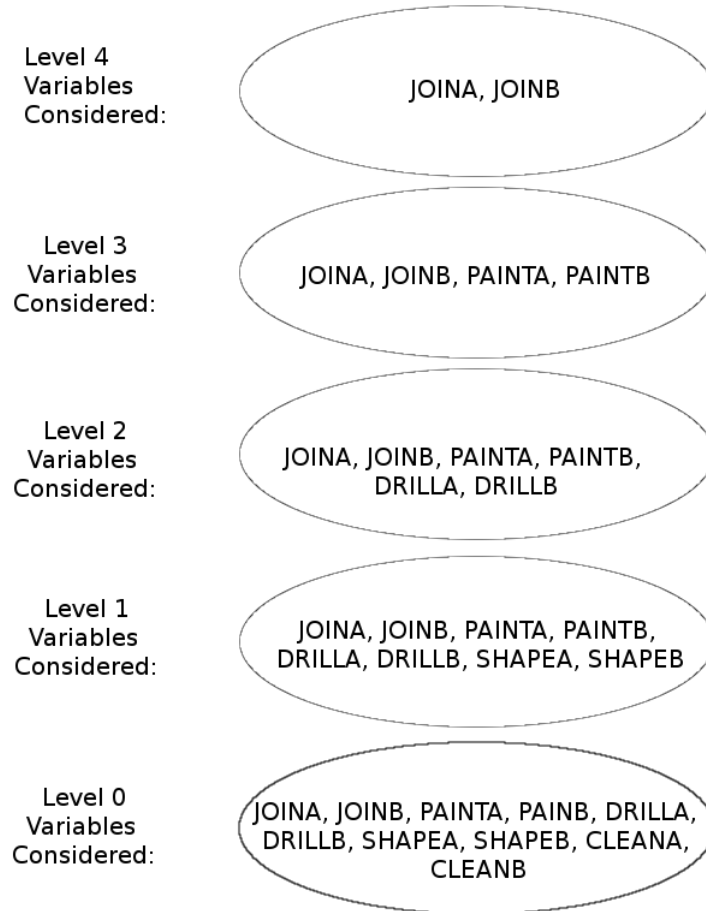 Level 4
Variables
Considered:
JOINA, JOINB
Level 3
Variables
Considered:
JOINA, JOINB, PAINTA, PAINTB
Level 2
Variables
Considered:
JOINA, JOINB, PAINTA, PAINTB,
DRILLA, DRILLB
Level 1
Variables
Considered:
JOINA, JOINB, PAINTA, PAINTB,
DRILLA, DRILLB, SHAPEA, SHAPEB
Level 0
Variables
Considered:
JOINA, JOINB, PAINTA, PAINB, DRILLA,
DRILLB, SHAPEA, SHAPEB, CLEANA,
CLEANB